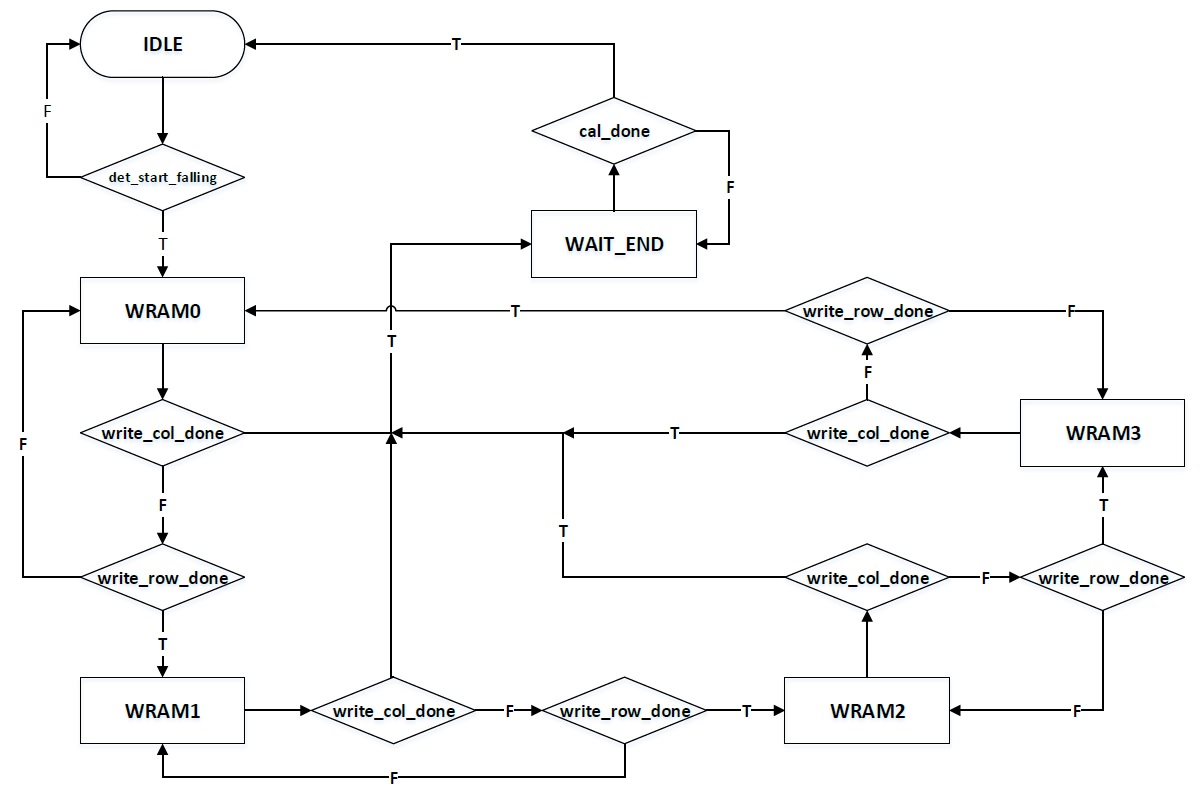 IDLE
T
F
cal_done
det_start_falling
F
T
WAIT_END
WRAM0
T
write_row_done
F
T
F
write_col_done
T
write_col_done
WRAM3
F
F
T
T
write_row_done
write_col_done
F
write_row_done
T
WRAM1
write_col_done
F
write_row_done
T
WRAM2
F
F